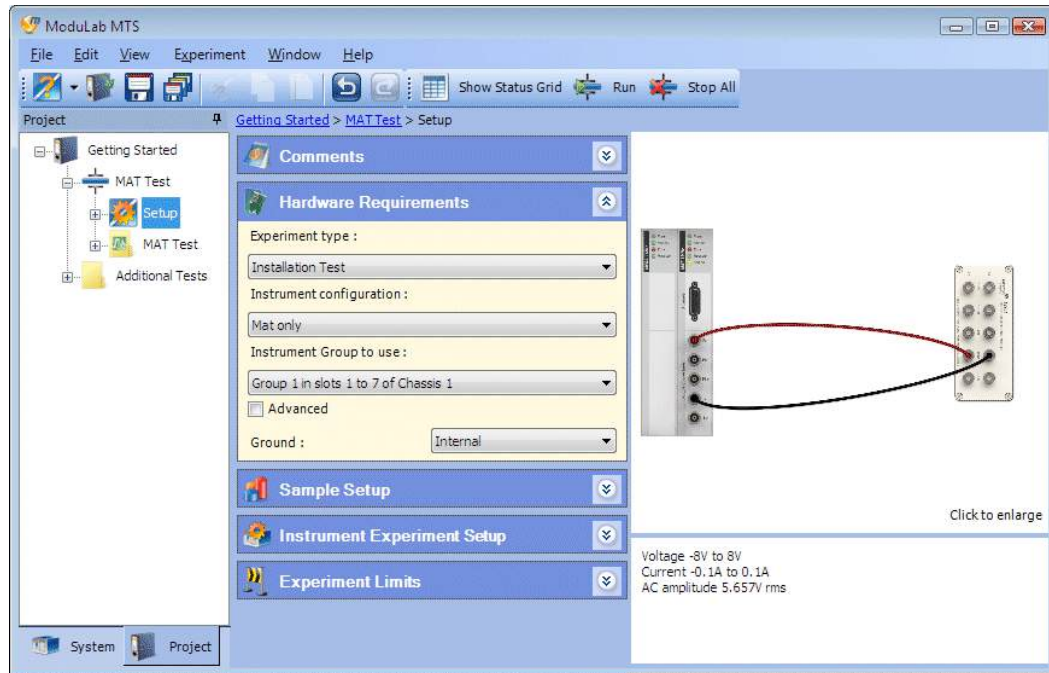 ModuLab MTS
File Edit View Experiment Window Help
Show Status Grid Run Stop All
Project
Getting Started > MAT Test > Setup
Getting Started
MAT Test
Setup
MAT Test
Additional Tests
System Project
Comments
Hardware Requirements
Experiment type :
Installation Test
Instrument configuration :
Mat only
Instrument Group to use :
Group 1 in slots 1 to 7 of Chassis 1
Advanced
Ground : Internal
Sample Setup
Instrument Experiment Setup
Experiment Limits
Click to enlarge
Voltage -8V to 8V
Current -0.1A to 0.1A
AC amplitude 5.657V rms